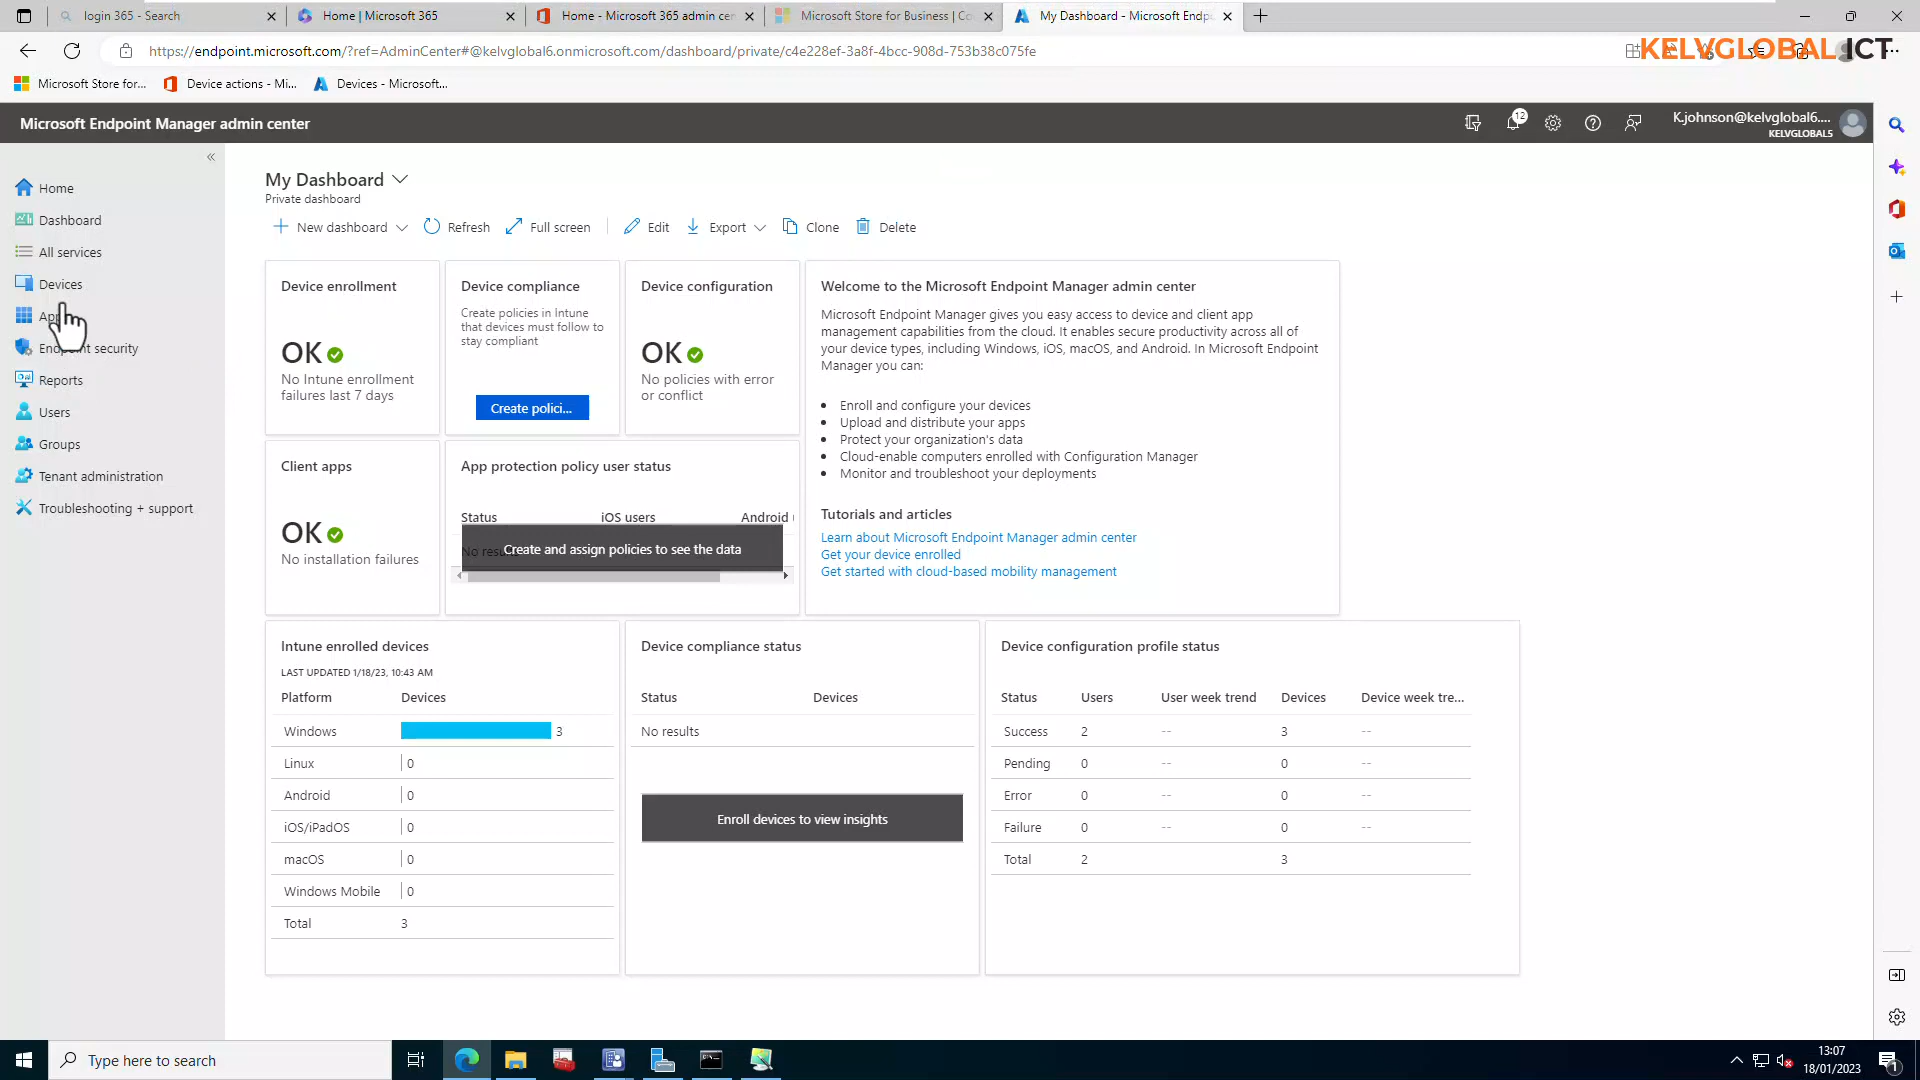 login 365 - Search
Home | Microsoft 365
Home - Microsoft 365 admin cen
Microsoft Store for Business | Co
My Dashboard - Microsoft Endp
https://endpoint.microsoft.com/?ref=AdminCenter#@kelvglobal6.onmicrosoft.com/dashboard/private/c4e228ef-3a8f-4bcc-908d-753b38c075fe
KELVGLOBAL ICT
Microsoft Store for...
Device actions - Mi...
Devices - Microsoft...
Microsoft Endpoint Manager admin center
12
K.johnson@kelvglobal6....
KELVGLOBAL5
Home
Dashboard
All services
Devices
Endpoint security
Reports
Users
Groups
Tenant administration
Troubleshooting + support
My Dashboard
Private dashboard
New dashboard
Refresh
Full screen
Edit
Export
Clone
Delete
Device enrollment
OK
No Intune enrollment
failures last 7 days
Device compliance
Create policies in Intune
that devices must follow to
stay compliant
Create polici...
Device configuration
OK
No policies with error
or conflict
Welcome to the Microsoft Endpoint Manager admin center
Microsoft Endpoint Manager gives you easy access to device and client app
management capabilities from the cloud. It enables secure productivity across all of
your device types, including Windows, iOS, macOS, and Android. In Microsoft Endpoint
Manager you can:
Enroll and configure your devices
Upload and distribute your apps
Protect your organization's data
Cloud-enable computers enrolled with Configuration Manager
Monitor and troubleshoot your deployments
Tutorials and articles
Learn about Microsoft Endpoint Manager admin center
Get your device enrolled
Get started with cloud-based mobility management
Client apps
OK
No installation failures
App protection policy user status
Status iOS users Android
No results
Create and assign policies to see the data
Intune enrolled devices
LAST UPDATED 1/18/23, 10:43 AM
Platform Devices
Windows 3
Linux 0
Android 0
iOS/iPadOS 0
macOS 0
Windows Mobile 0
Total 3
Device compliance status
Status Devices
No results
Enroll devices to view insights
Device configuration profile status
Status Users User week trend Devices Device week tre...
Success 2 -- 3 --
Pending 0 -- 0 --
Error 0 -- 0 --
Failure 0 -- 0 --
Total 2 3
Type here to search
13:07
18/01/2023
1